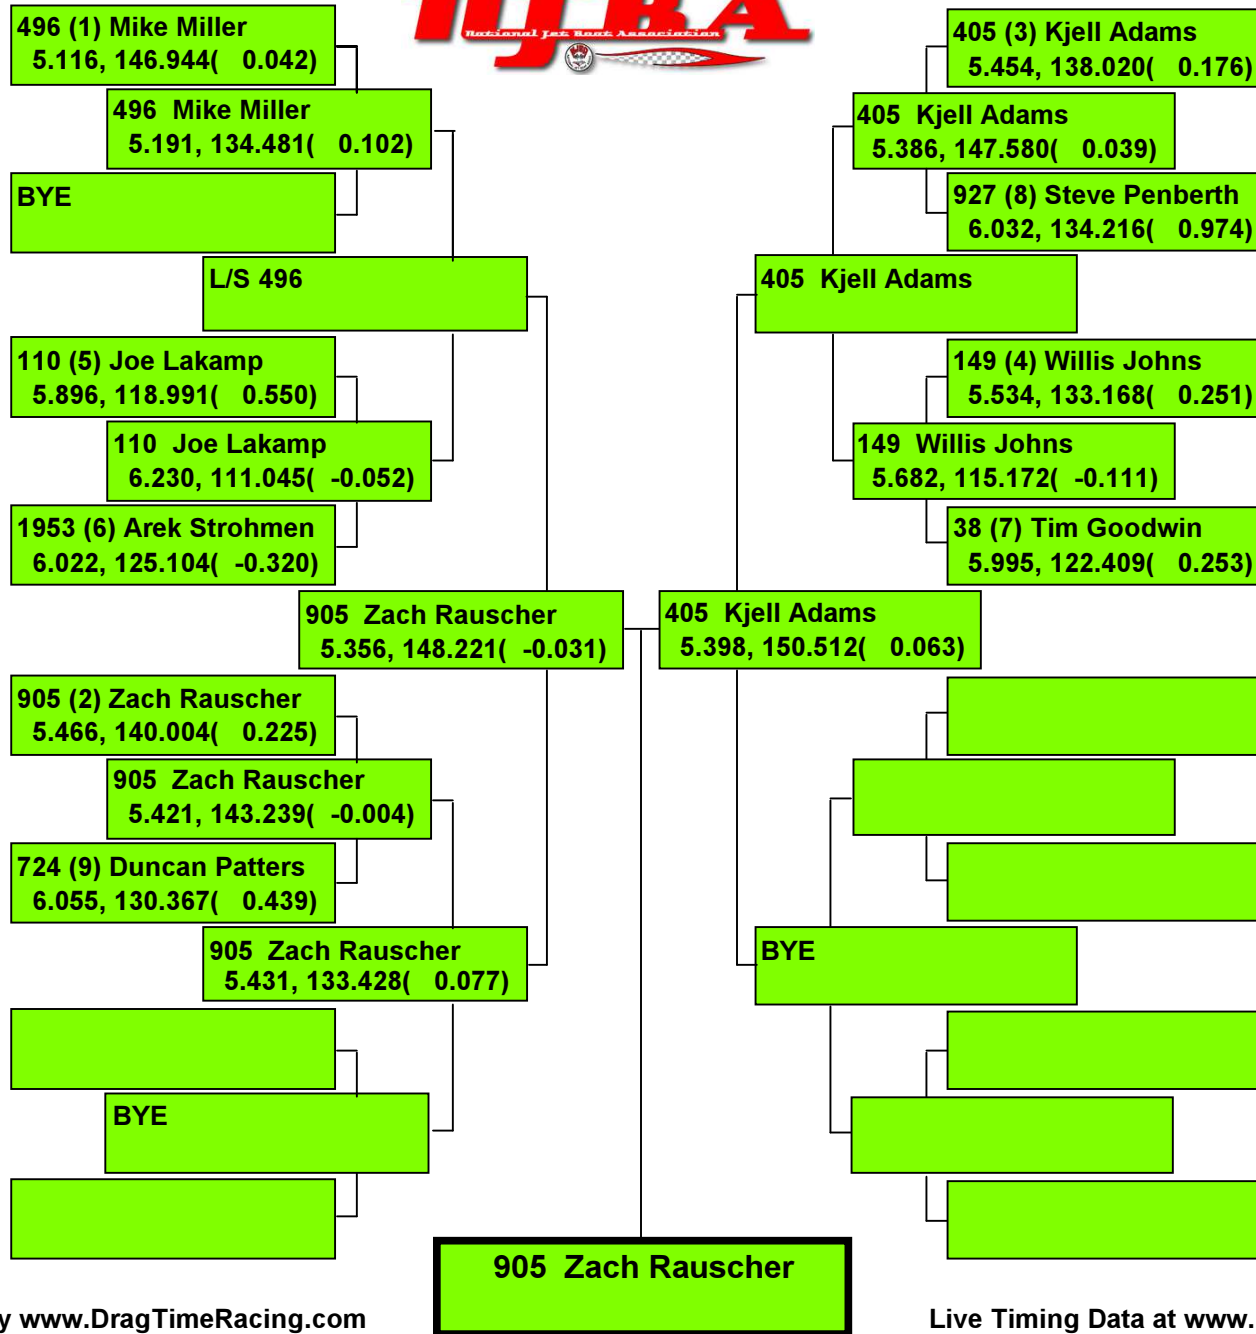 NJBA
National Jet Boat Association
496 (1) Mike Miller
5.116, 146.944( 0.042)
496 Mike Miller
5.191, 134.481( 0.102)
BYE
L/S 496
110 (5) Joe Lakamp
5.896, 118.991( 0.550)
110 Joe Lakamp
6.230, 111.045( -0.052)
1953 (6) Arek Strohmen
6.022, 125.104( -0.320)
905 Zach Rauscher
5.356, 148.221( -0.031)
905 (2) Zach Rauscher
5.466, 140.004( 0.225)
905 Zach Rauscher
5.421, 143.239( -0.004)
724 (9) Duncan Patters
6.055, 130.367( 0.439)
905 Zach Rauscher
5.431, 133.428( 0.077)
BYE
405 (3) Kjell Adams
5.454, 138.020( 0.176)
405 Kjell Adams
5.386, 147.580( 0.039)
927 (8) Steve Penberth
6.032, 134.216( 0.974)
405 Kjell Adams
149 (4) Willis Johns
5.534, 133.168( 0.251)
149 Willis Johns
5.682, 115.172( -0.111)
38 (7) Tim Goodwin
5.995, 122.409( 0.253)
405 Kjell Adams
5.398, 150.512( 0.063)
BYE
905 Zach Rauscher
y www.DragTimeRacing.com
Live Timing Data at www.